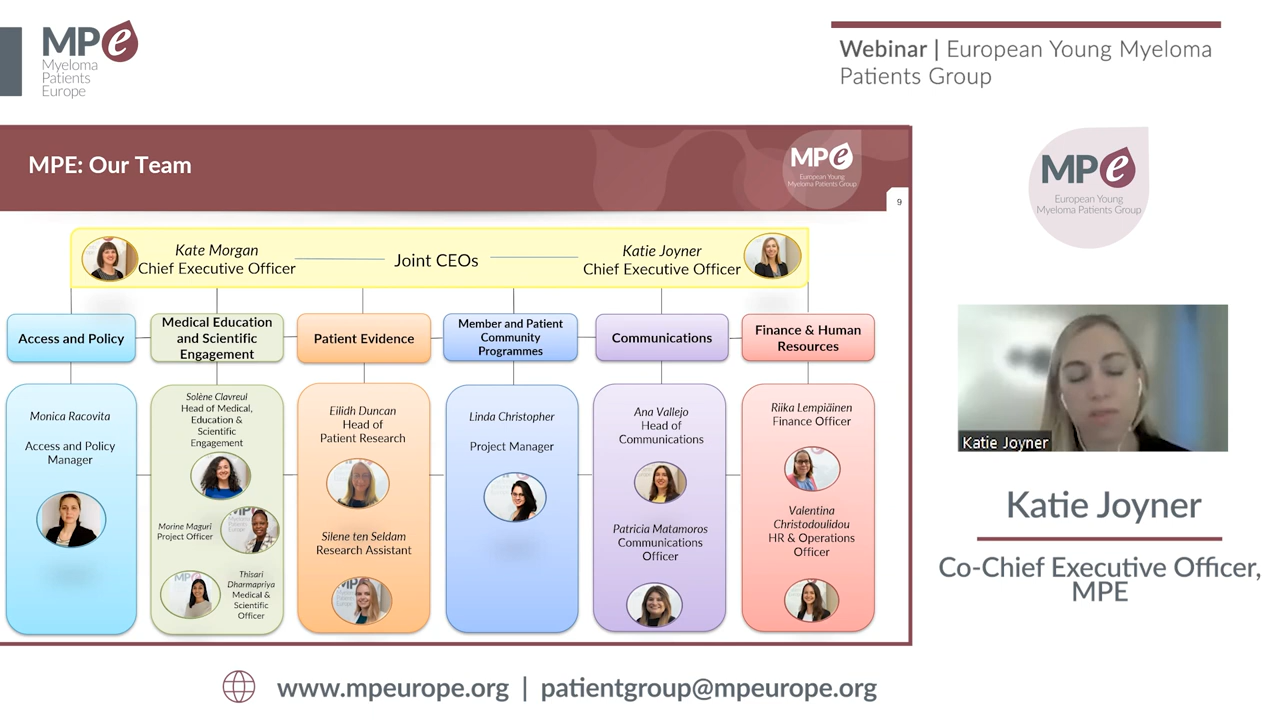 MPe
Myeloma
Patients
Europe
Webinar | European Young Myeloma
Patients Group
MPE: Our Team
MPe
European Young
Myeloma Patients Group
9
Kate Morgan
Chief Executive Officer
Joint CEOs
Katie Joyner
Chief Executive Officer
Access and Policy
Medical Education
and Scientific
Engagement
Patient Evidence
Member and Patient
Community
Programmes
Communications
Finance & Human
Resources
Monica Racovita
Access and Policy
Manager
Solène Clavreul
Head of Medical,
Education &
Scientific
Engagement
Morine Maguri
Project Officer
Thisari
Dharmapriya
Medical &
Scientific
Officer
Eilidh Duncan
Head of
Patient Research
Silene ten Seldam
Research Assistant
Linda Christopher
Project Manager
Ana Vallejo
Head of
Communications
Patricia Matamoros
Communications
Officer
Riika Lempiäinen
Finance Officer
Valentina
Christodoulidou
HR & Operations
Officer
MPe
European Young
Myeloma Patients Group
Katie Joyner
Katie Joyner
Co-Chief Executive Officer,
MPE
www.mpeurope.org | patientgroup@mpeurope.org